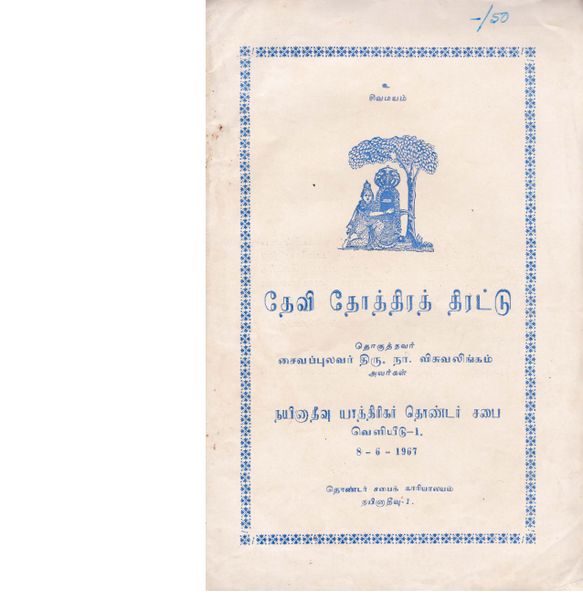 -/50
உ
சிவமயம்
தேவி தோத்திரத் திரட்டு
தொகுத்தவர்
சைவப்புலவர் திரு. நா. விசுவலிங்கம்
அவர்கள்
நயினாதீவு யாத்திரிகர் தொண்டர் சபை
வெளியீடு-1.
8 - 6 - 1967
தொண்டர் சபைக் காரியாலயம்
நயினாதீவு-1.